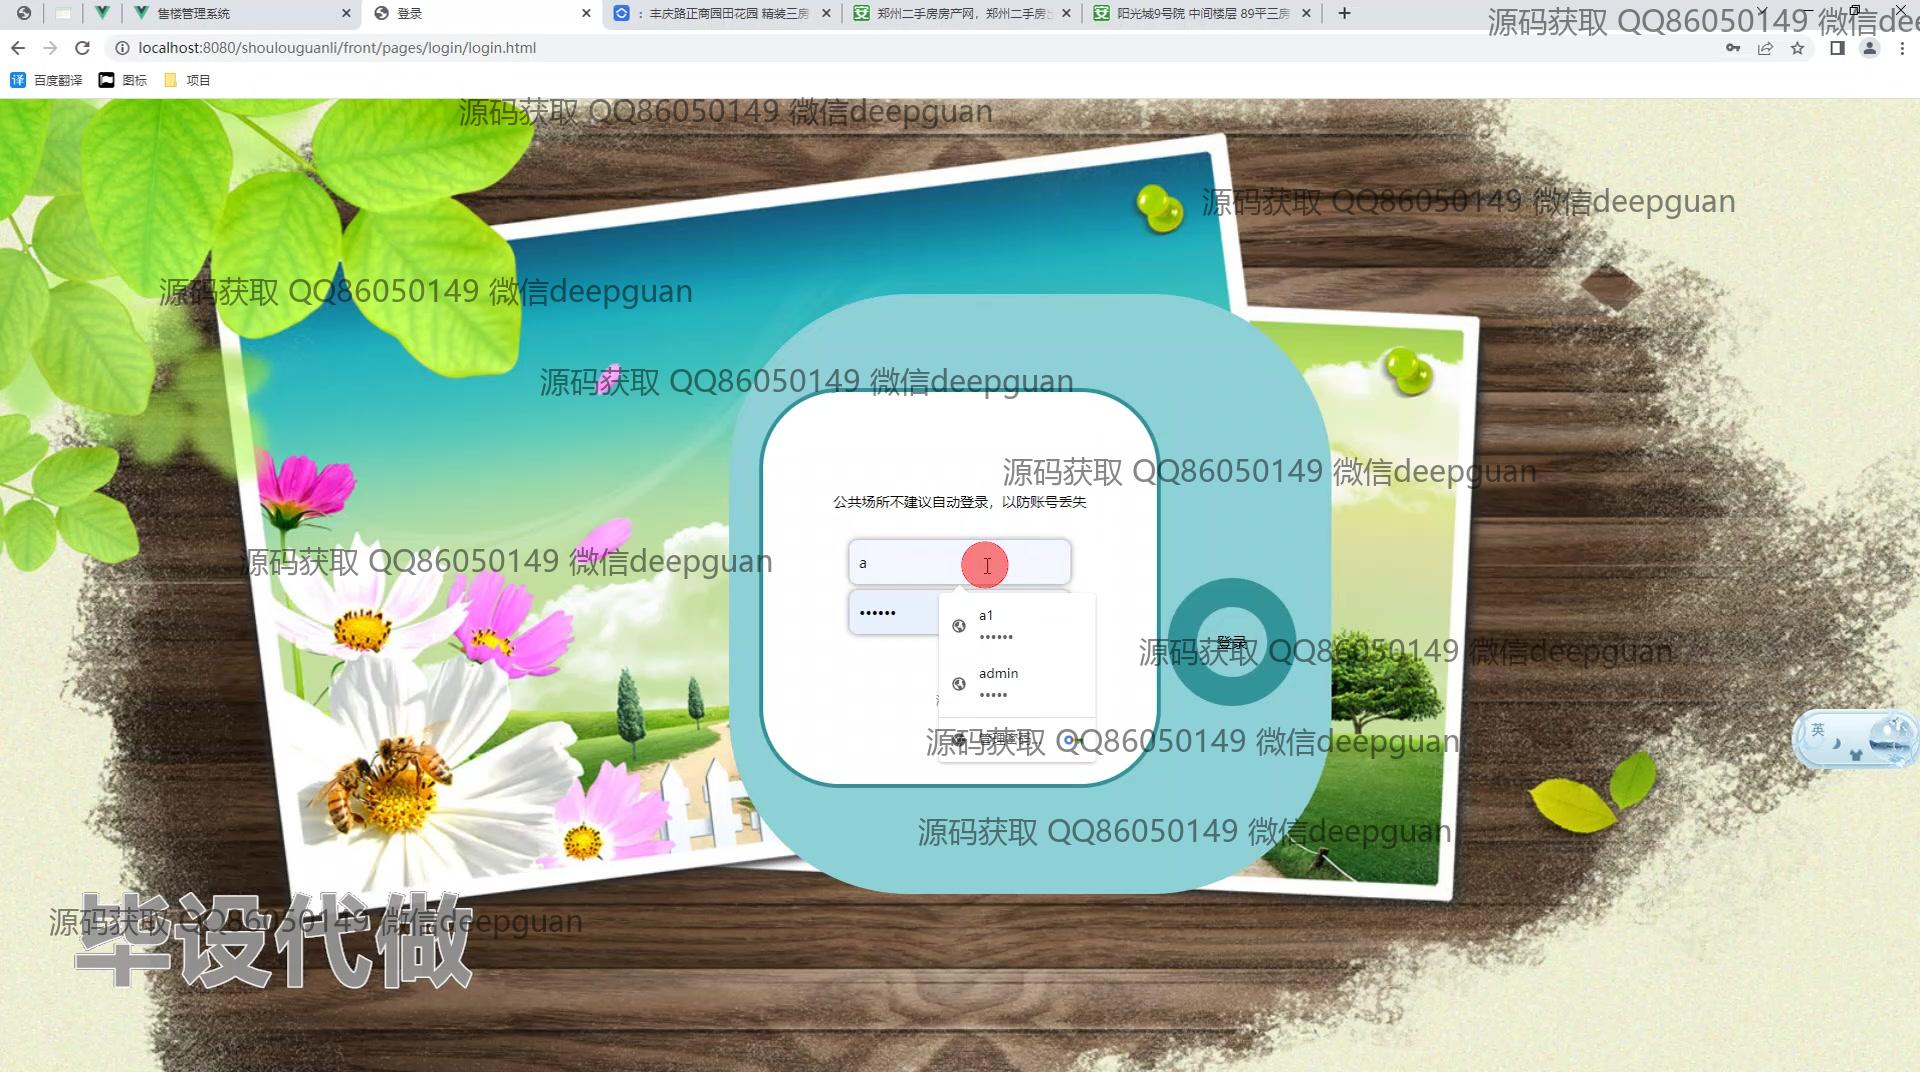 售楼管理系统
登录
：丰庆路正商园田花园 精装三房
郑州二手房房产网，郑州二手房
阳光城9号院 中间楼层 89平三房
localhost:8080/shoulouguanli/front/pages/login/login.html
百度翻译
图标
项目
源码获取 QQ86050149 微信dee
源码获取 QQ86050149 微信deepguan
源码获取 QQ86050149 微信deepguan
源码获取 QQ86050149 微信deepguan
源码获取 QQ86050149 微信deepguan
源码获取 QQ86050149 微信deepguan
公共场所不建议自动登录，以防账号丢失
源码获取 QQ86050149 微信deepguan
a
••••••
a1
••••••
登录
源码获取 QQ86050149 微信deepguan
admin
•••••
英
源码获取 QQ86050149 微信deepguan
源码获取 QQ86050149 微信deepguan
源码获取 QQ86050149 微信deepguan
毕设代做